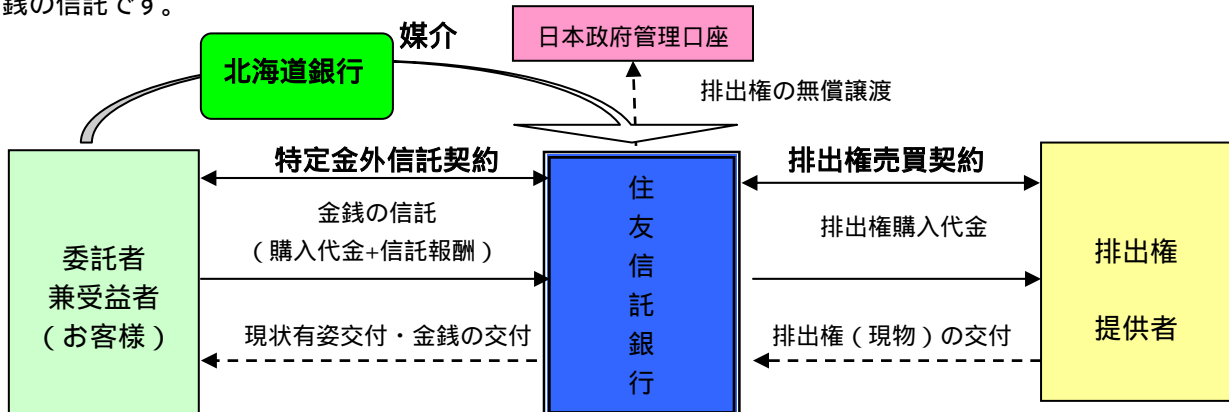 銭の信託です。
媒介
日本政府管理口座
北海道銀行
排出権の無償譲渡
特定金外信託契約
排出権売買契約
金銭の信託
（購入代金+信託報酬）
排出権購入代金
委託者
兼受益者
（お客様）
住
友
信
託
銀
行
排出権
提供者
現状有姿交付・金銭の交付
排出権（現物）の交付